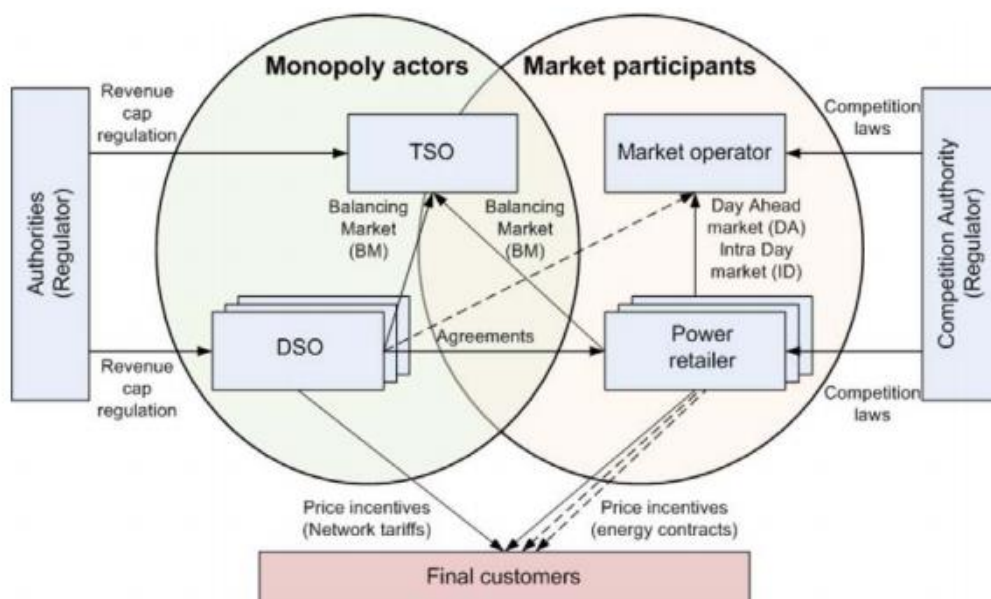 Monopoly actors
Market participants
Authorities
(Regulator)
Revenue
cap
regulation
TSO
Market operator
Competition
laws
Competition Authority
(Regulator)
Balancing
Market
(BM)
Balancing
Market
(BM)
Day Ahead
market (DA)
Intra Day
market (ID)
DSO
Agreements
Power
retailer
Revenue
cap
regulation
Competition
laws
Price incentives
(Network tariffs)
Price incentives
(energy contracts)
Final customers